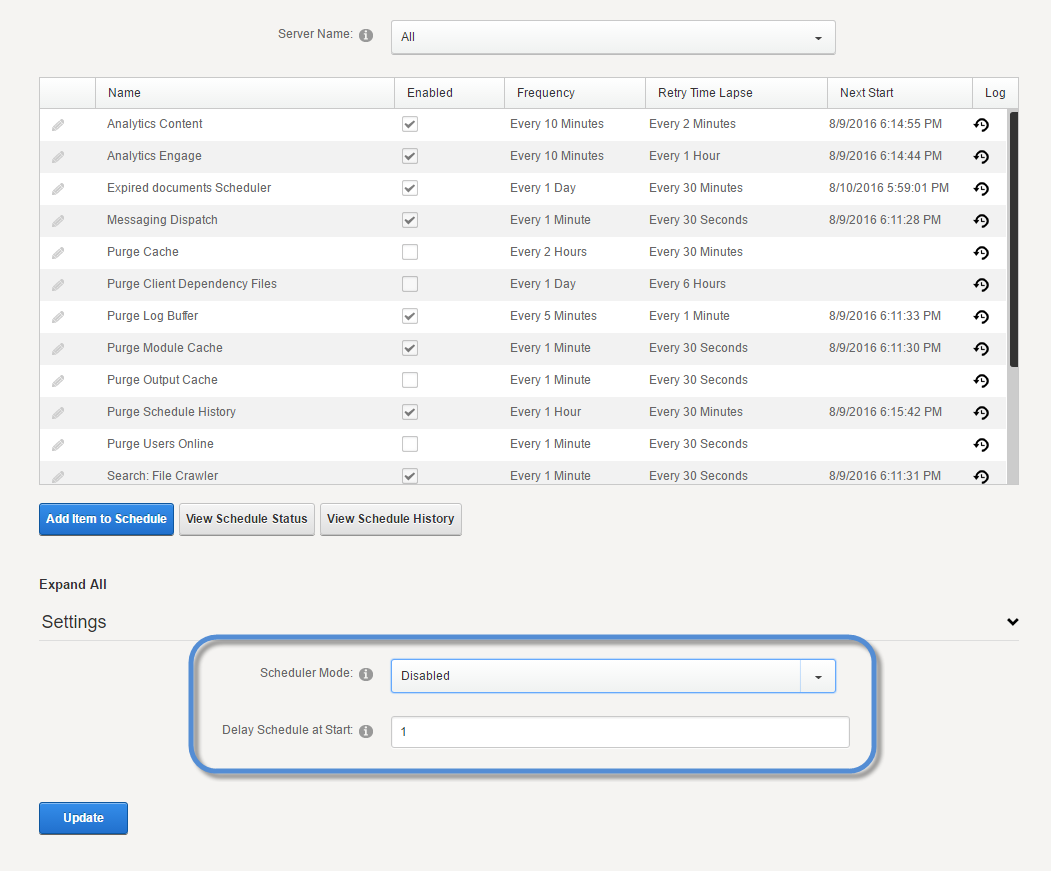 Server Name: All
Name Enabled Frequency Retry Time Lapse Next Start Log
Analytics Content Every 10 Minutes Every 2 Minutes 8/9/2016 6:14:55 PM
Analytics Engage Every 10 Minutes Every 1 Hour 8/9/2016 6:14:44 PM
Expired documents Scheduler Every 1 Day Every 30 Minutes 8/10/2016 5:59:01 PM
Messaging Dispatch Every 1 Minute Every 30 Seconds 8/9/2016 6:11:28 PM
Purge Cache Every 2 Hours Every 30 Minutes
Purge Client Dependency Files Every 1 Day Every 6 Hours
Purge Log Buffer Every 5 Minutes Every 1 Minute 8/9/2016 6:11:33 PM
Purge Module Cache Every 1 Minute Every 30 Seconds 8/9/2016 6:11:30 PM
Purge Output Cache Every 1 Minute Every 30 Seconds
Purge Schedule History Every 1 Hour Every 30 Minutes 8/9/2016 6:15:42 PM
Purge Users Online Every 1 Minute Every 30 Seconds
Search: File Crawler Every 1 Minute Every 30 Seconds 8/9/2016 6:11:31 PM
Add Item to Schedule View Schedule Status View Schedule History
Expand All
Settings
Scheduler Mode: Disabled
Delay Schedule at Start: 1
Update